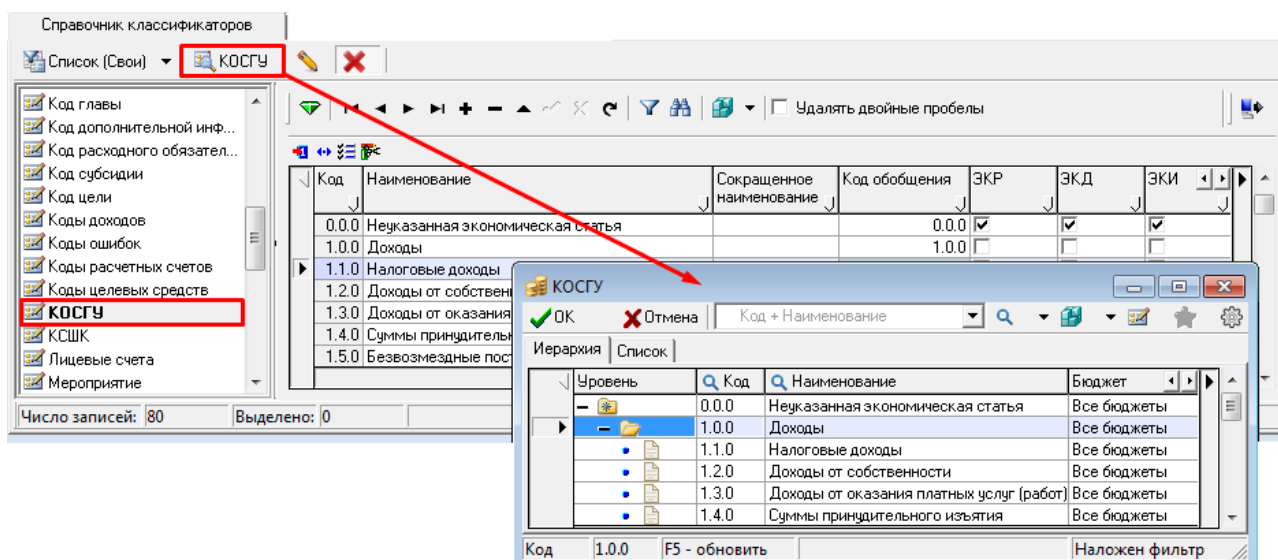 Справочник классификаторов
Список (Свои) КОСГУ
Код главы
Код дополнительной инф...
Код расходного обязател...
Код субсидии
Код цели
Коды доходов
Коды ошибок
Коды расчетных счетов
Коды целевых средств
КОСГУ
КСШК
Лицевые счета
Мероприятие
Удалять двойные пробелы
Код Наименование Сокращенное наименование Код обобщения ЭКР ЭКД ЭКИ
0.0.0 Неуказанная экономическая статья 0.0.0
1.0.0 Доходы 1.0.0
1.1.0 Налоговые доходы
1.2.0 Доходы от собствен
1.3.0 Доходы от оказания
1.4.0 Суммы принудительн
1.5.0 Безвозмездные пост
Число записей: 80 Выделено: 0
КОСГУ
OK Отмена Код + Наименование
Иерархия Список
Уровень Код Наименование Бюджет
0.0.0 Неуказанная экономическая статья Все бюджеты
1.0.0 Доходы Все бюджеты
1.1.0 Налоговые доходы Все бюджеты
1.2.0 Доходы от собственности Все бюджеты
1.3.0 Доходы от оказания платных услуг (работ) Все бюджеты
1.4.0 Суммы принудительного изъятия Все бюджеты
Код 1.0.0 F5 - обновить Наложен фильтр